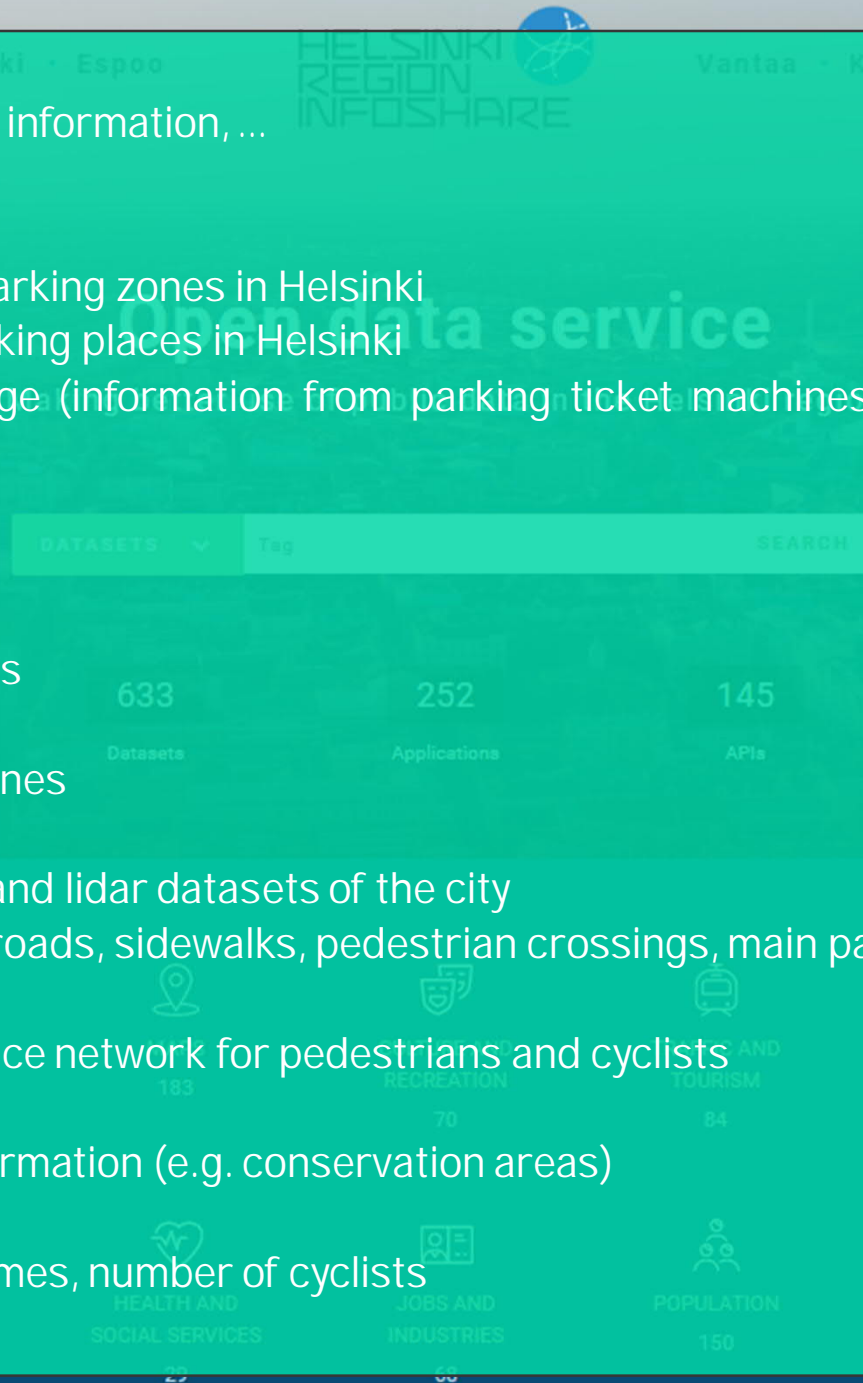 Espoo
HELSINKI
REGION
INFOSHARE
Vantaa
information, ...
arking zones in Helsinki
Open data service
king places in Helsinki
ge (information from parking ticket machines
DATASETS
Tag
SEARCH
s
633
252
145
Datasets
Applications
APIs
nes
and lidar datasets of the city
roads, sidewalks, pedestrian crossings, main pa
ce network for pedestrians and cyclists
AND
183
RECREATION
TOURISM
70
84
rmation (e.g. conservation areas)
mes, number of cyclists
HEALTH AND
SOCIAL SERVICES
JOBS AND
INDUSTRIES
POPULATION
150
29
68